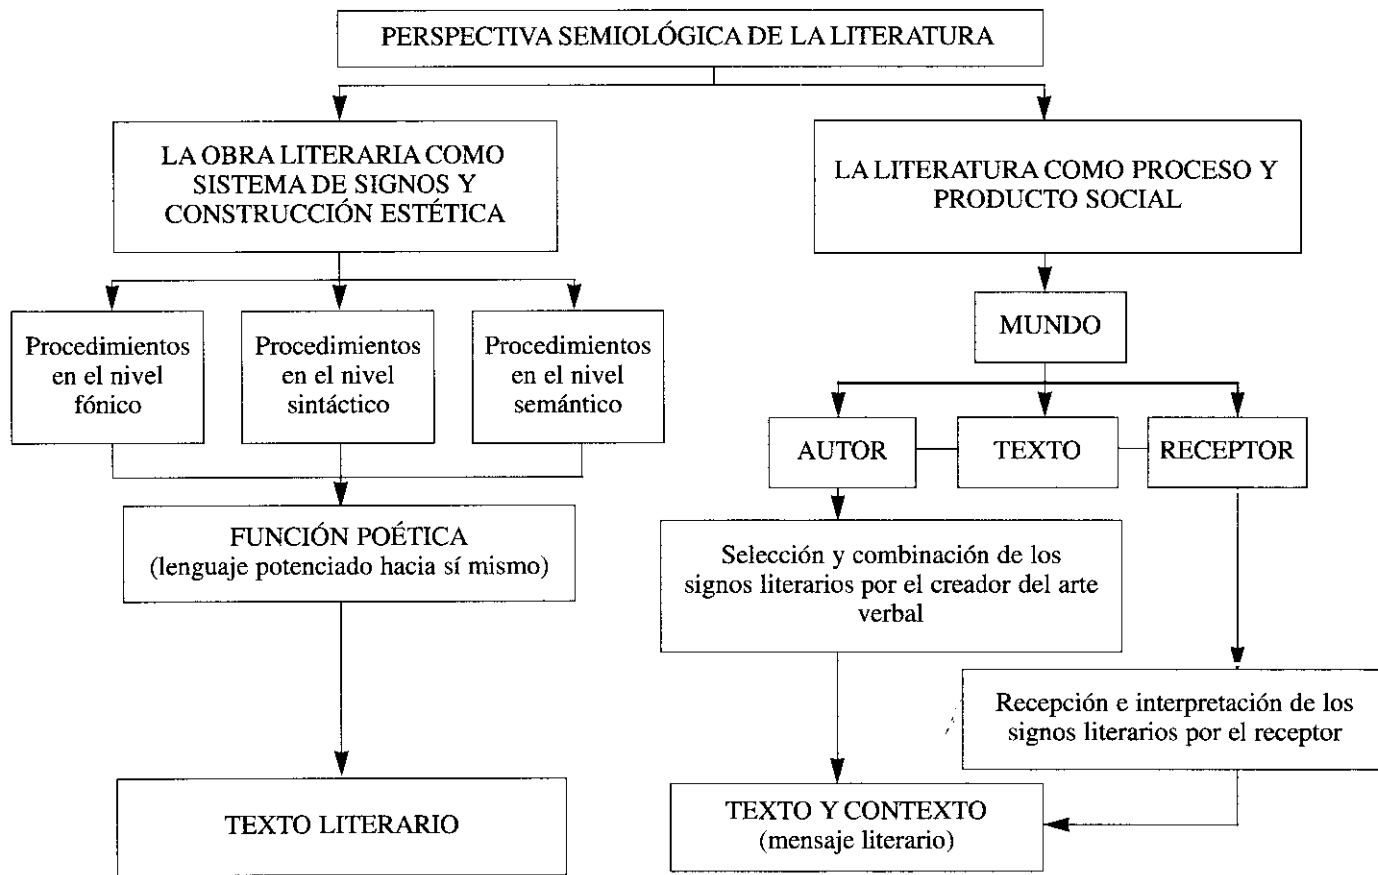 PERSPECTIVA SEMIOLÓGICA DE LA LITERATURA
LA OBRA LITERARIA COMO
SISTEMA DE SIGNOS Y
CONSTRUCCIÓN ESTÉTICA
LA LITERATURA COMO PROCESO Y
PRODUCTO SOCIAL
Procedimientos
en el nivel
fónico
Procedimientos
en el nivel
sintáctico
Procedimientos
en el nivel
semántico
MUNDO
AUTOR
TEXTO
RECEPTOR
FUNCIÓN POÉTICA
(lenguaje potenciado hacia sí mismo)
Selección y combinación de los
signos literarios por el creador del arte
verbal
Recepción e interpretación de los
signos literarios por el receptor
TEXTO LITERARIO
TEXTO Y CONTEXTO
(mensaje literario)